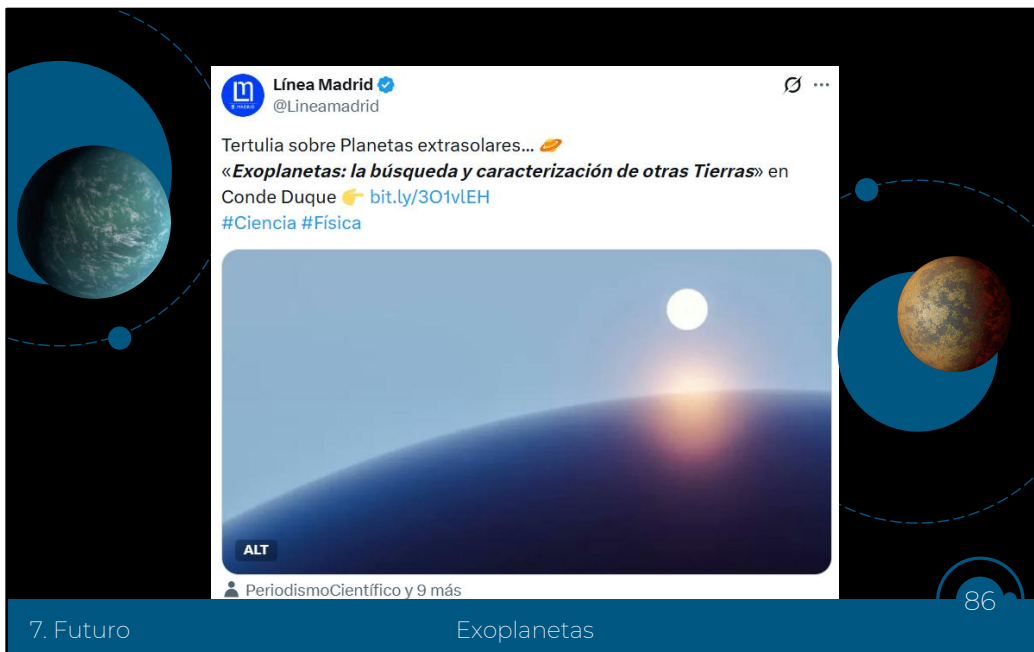 Línea Madrid
@Lineamadrid
Tertulia sobre Planetas extrasolares... 🪐
«Exoplanetas: la búsqueda y caracterización de otras Tierras» en
Conde Duque 👉 bit.ly/3O1vlEH
#Ciencia #Física
ALT
PeriodismoCientífico y 9 más
86
7. Futuro
Exoplanetas